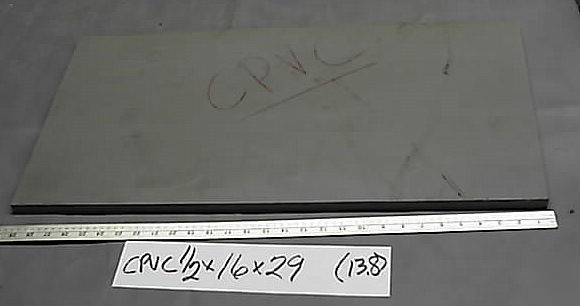 CPVC
CPVC 1/2 x 16 x 29 (13.8)